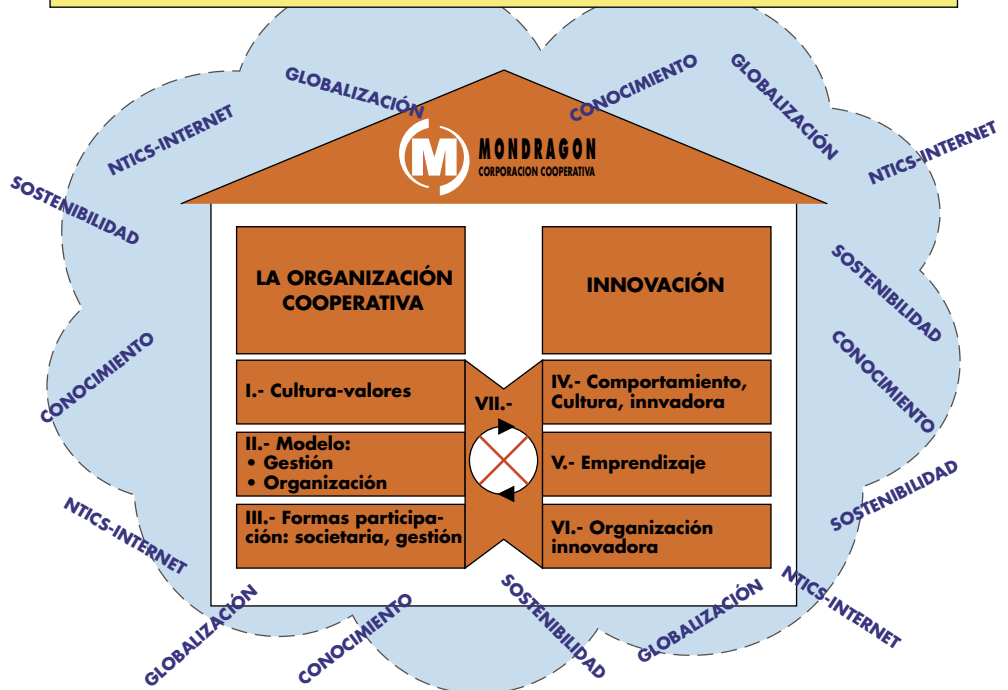 GLOBALIZACIÓN
CONOCIMIENTO
GLOBALIZACIÓN
NTICS-INTERNET
NTICS-INTERNET
SOSTENIBILIDAD
M
MONDRAGON
CORPORACION COOPERATIVA
LA ORGANIZACIÓN
COOPERATIVA
INNOVACIÓN
SOSTENIBILIDAD
CONOCIMIENTO
CONOCIMIENTO
I.- Cultura-valores
VII.-
IV.- Comportamiento,
Cultura, innvadora
II.- Modelo:
• Gestión
• Organización
V.- Emprendizaje
III.- Formas participa-
ción: societaria, gestión
VI.- Organización
innovadora
SOSTENIBILIDAD
NTICS-INTERNET
GLOBALIZACIÓN
CONOCIMIENTO
SOSTENIBILIDAD
GLOBALIZACIÓN
NTICS-INTERNET